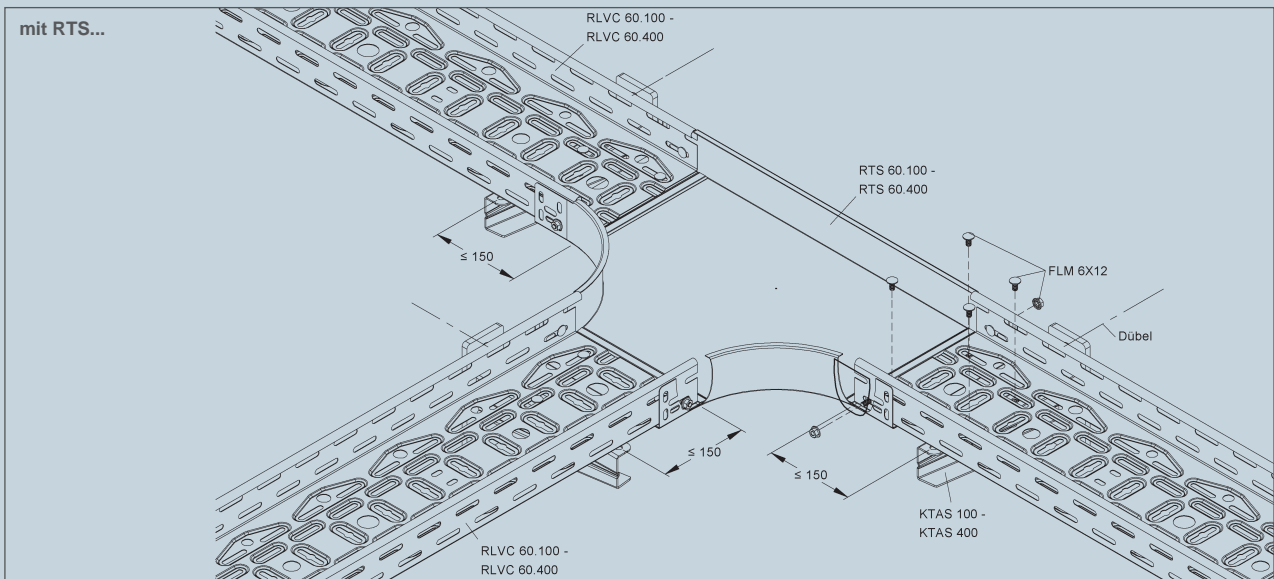 mit RTS...
RLVC 60.100 -
RLVC 60.400
RTS 60.100 -
RTS 60.400
≤ 150
FLM 6X12
Dübel
≤ 150
≤ 150
KTAS 100 -
KTAS 400
RLVC 60.100 -
RLVC 60.400